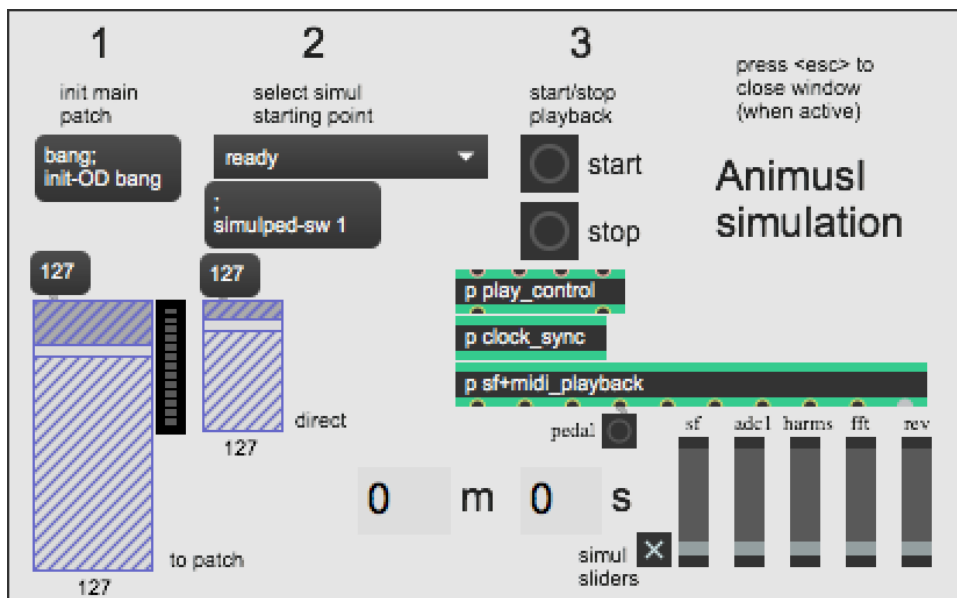 1
2
3
init main
patch
select simul
starting point
start/stop
playback
press <esc> to
close window
(when active)
bang;
init-OD bang
ready
start
Animusl
simulation
;
simulped-sw 1
stop
127
127
p play_control
p clock_sync
p sf+midi_playback
direct
127
pedal
sf
adc1
harms
fft
rev
0
m
0
s
to patch
127
simul
sliders